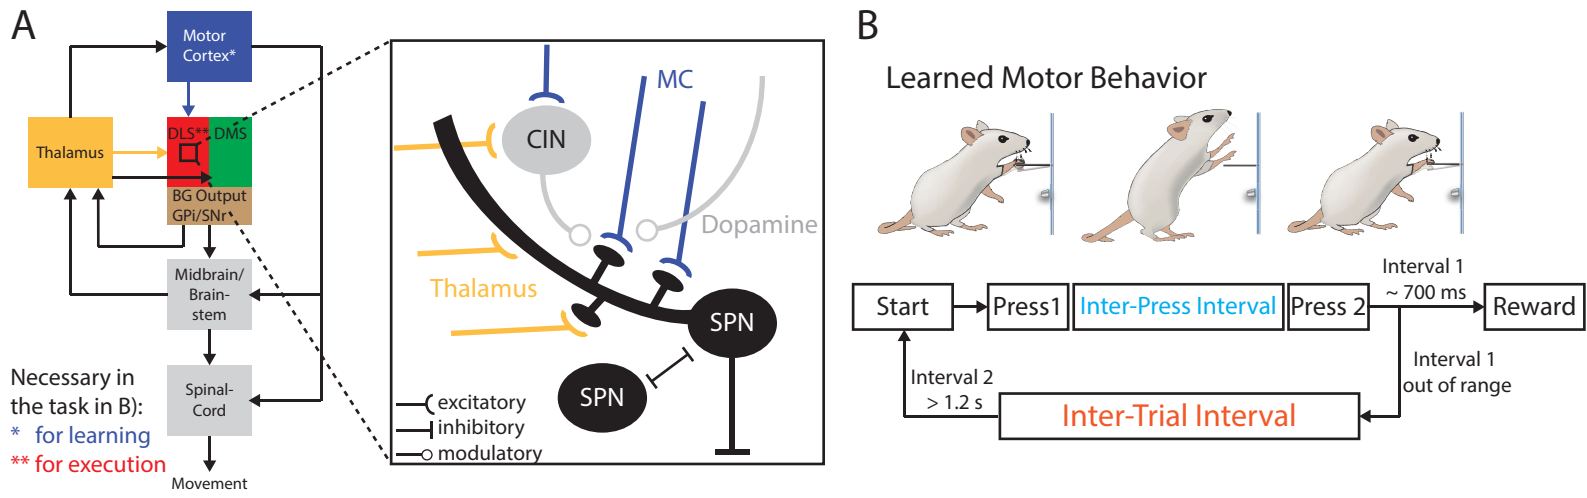 A
Motor
Cortex*
Thalamus
DLS**
DMS
BG Output
GPi/SNr
Midbrain/
Brain-
stem
Spinal-
Cord
Movement
Necessary in
the task in B):
* for learning
** for execution
CIN
MC
Dopamine
Thalamus
SPN
SPN
excitatory
inhibitory
modulatory
B
Learned Motor Behavior
Start
Press1
Inter-Press Interval
Press 2
Interval 1
~ 700 ms
Reward
Interval 2
> 1.2 s
Inter-Trial Interval
Interval 1
out of range